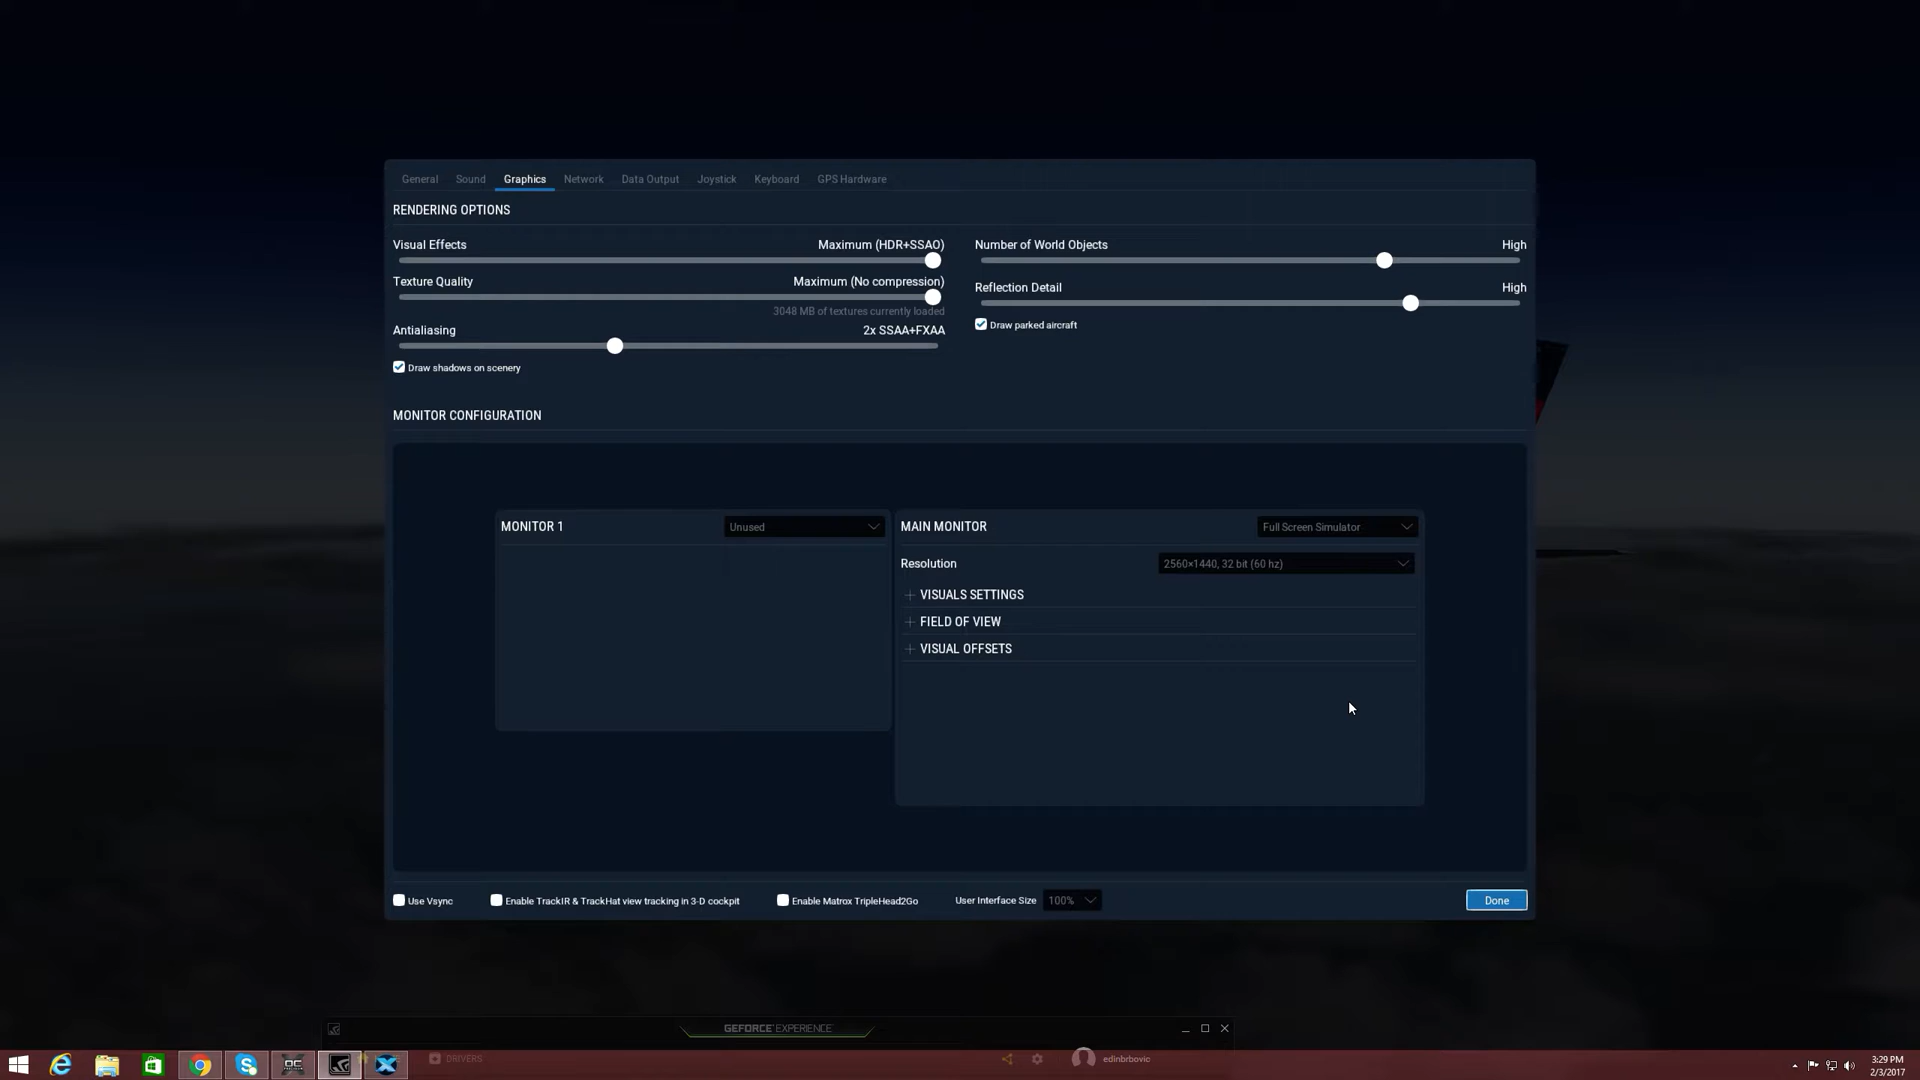 General Sound Graphics Network Data Output Joystick Keyboard GPS Hardware
RENDERING OPTIONS
Visual Effects Maximum (HDR+SSAO)
Texture Quality Maximum (No compression)
3048 MB of textures currently loaded
Antialiasing 2x SSAA+FXAA
Draw shadows on scenery
Number of World Objects High
Reflection Detail High
Draw parked aircraft
MONITOR CONFIGURATION
MONITOR 1 Unused
MAIN MONITOR Full Screen Simulator
Resolution 2560×1440, 32 bit (60 hz)
VISUALS SETTINGS
FIELD OF VIEW
VISUAL OFFSETS
Use Vsync Enable TrackIR & TrackHat view tracking in 3-D cockpit Enable Matrox TripleHead2Go User Interface Size 100% Done
GEFORCE EXPERIENCE
DRIVERS edinbrbovic
OC
3:29 PM
2/3/2017